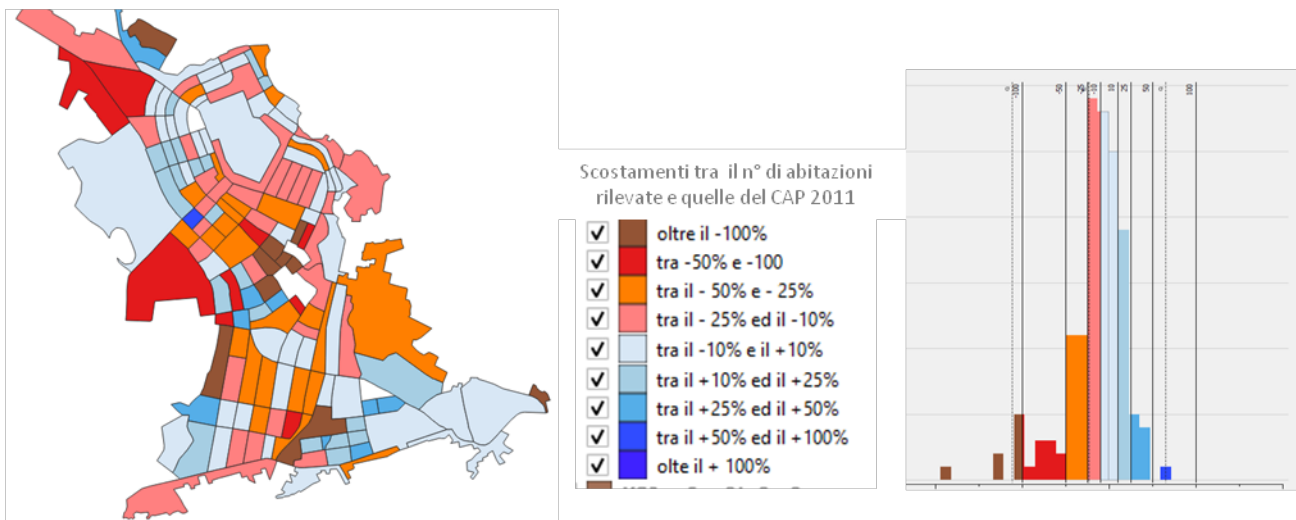 Scostamenti tra il n° di abitazioni
rilevate e quelle del CAP 2011
oltre il -100%
tra -50% e -100
tra il - 50% e - 25%
tra il - 25% ed il -10%
tra il -10% e il +10%
tra il +10% ed il +25%
tra il +25% ed il +50%
tra il +50% ed il +100%
olte il + 100%
-100
-50
-25
-10
10
25
50
100